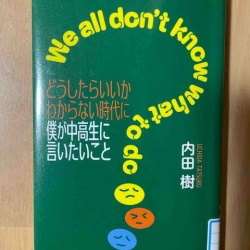 We all don't know what to do
どうしたらいいか
わからない時代に
僕が中高生に
言いたいこと
内田 樹
UCHIDA TATSURU